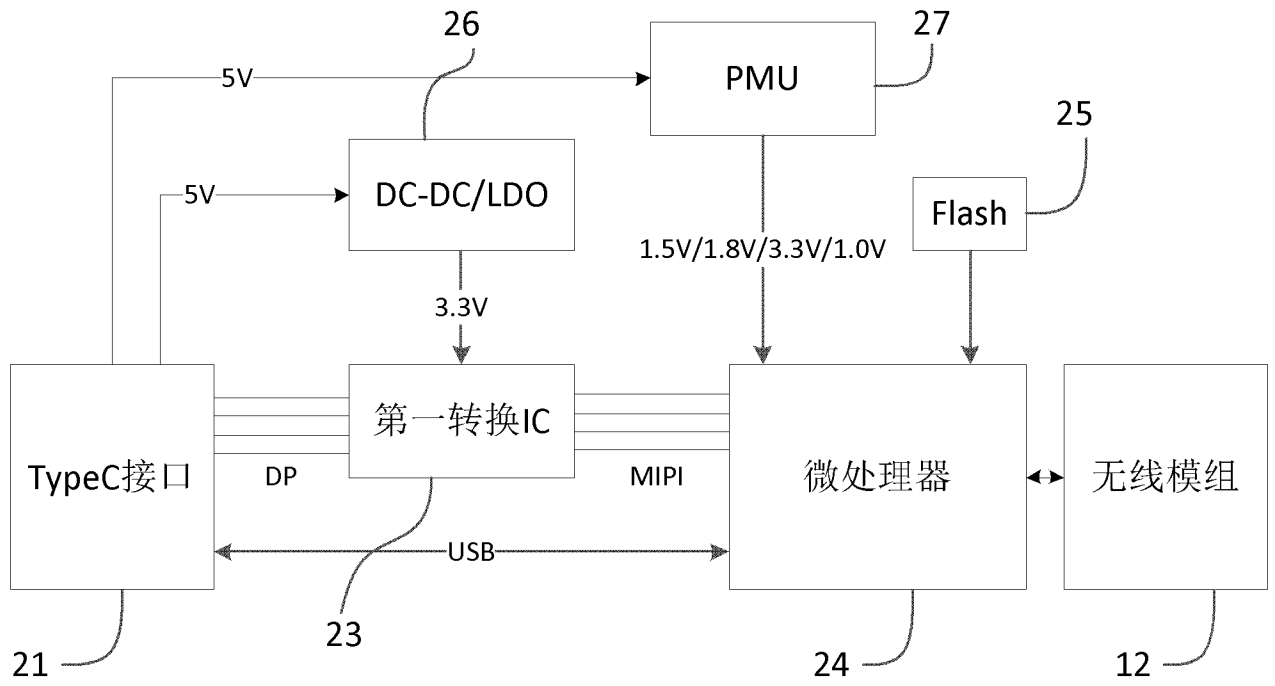 26
27
5V
PMU
25
5V
DC-DC/LDO
Flash
1.5V/1.8V/3.3V/1.0V
3.3V
第一转换IC
TypeC接口
DP
MIPI
微处理器
无线模组
USB
23
21
24
12